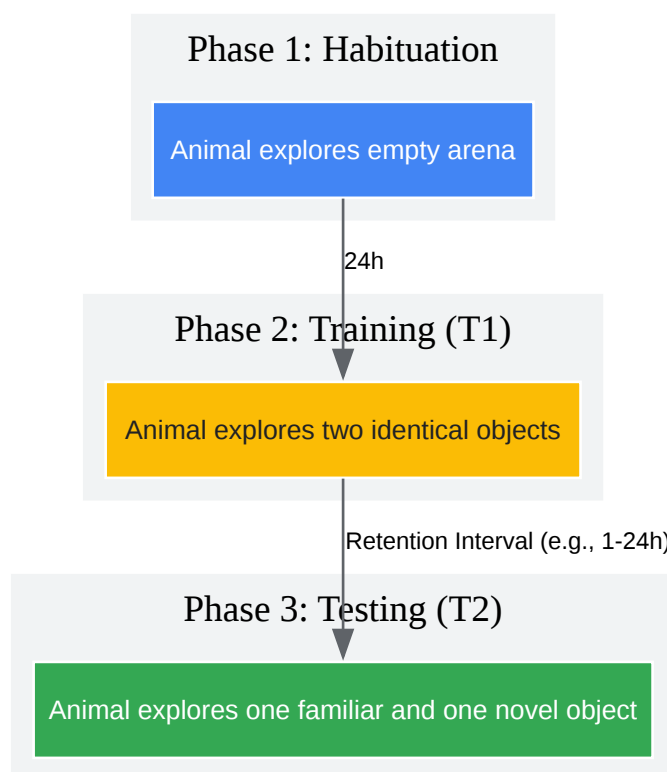 Phase 1: Habituation
Animal explores empty arena
24h
Phase 2: Training (T1)
Animal explores two identical objects
Retention Interval (e.g., 1-24h)
Phase 3: Testing (T2)
Animal explores one familiar and one novel object